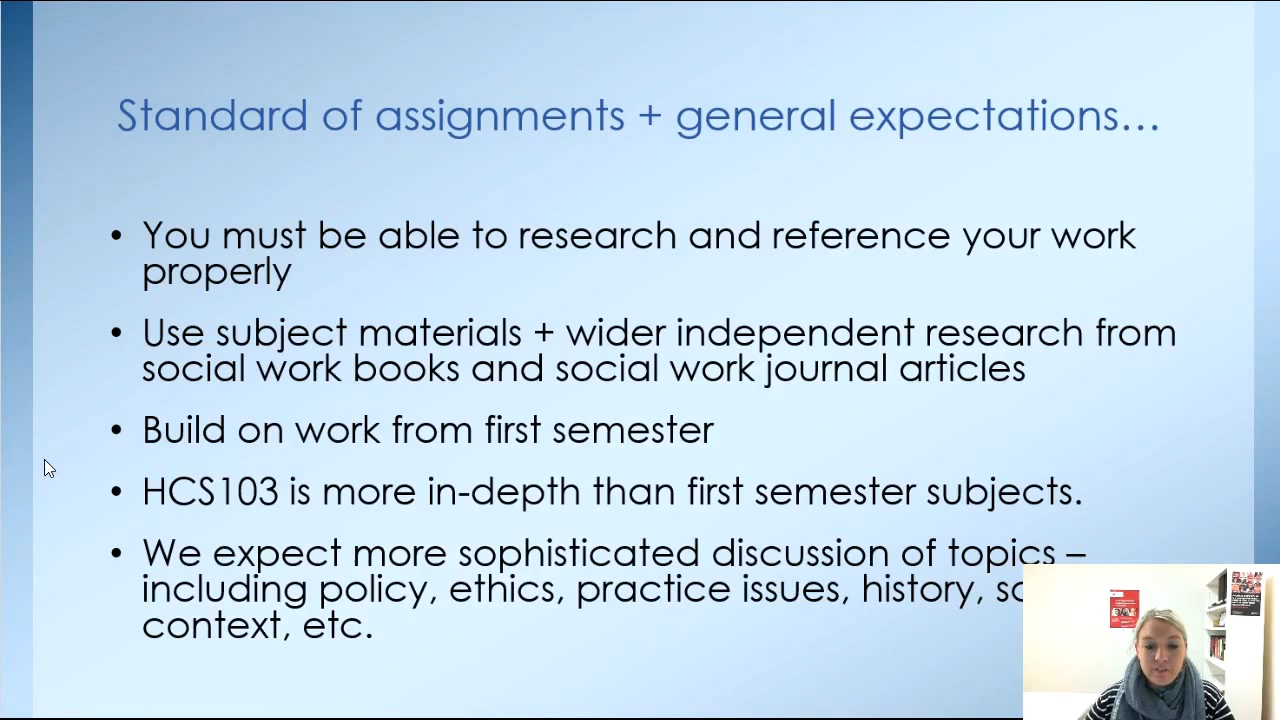 Standard of assignments + general expectations...
• You must be able to research and reference your work
properly
• Use subject materials + wider independent research from
social work books and social work journal articles
• Build on work from first semester
• HCS103 is more in-depth than first semester subjects.
• We expect more sophisticated discussion of topics –
including policy, ethics, practice issues, history,
context, etc.